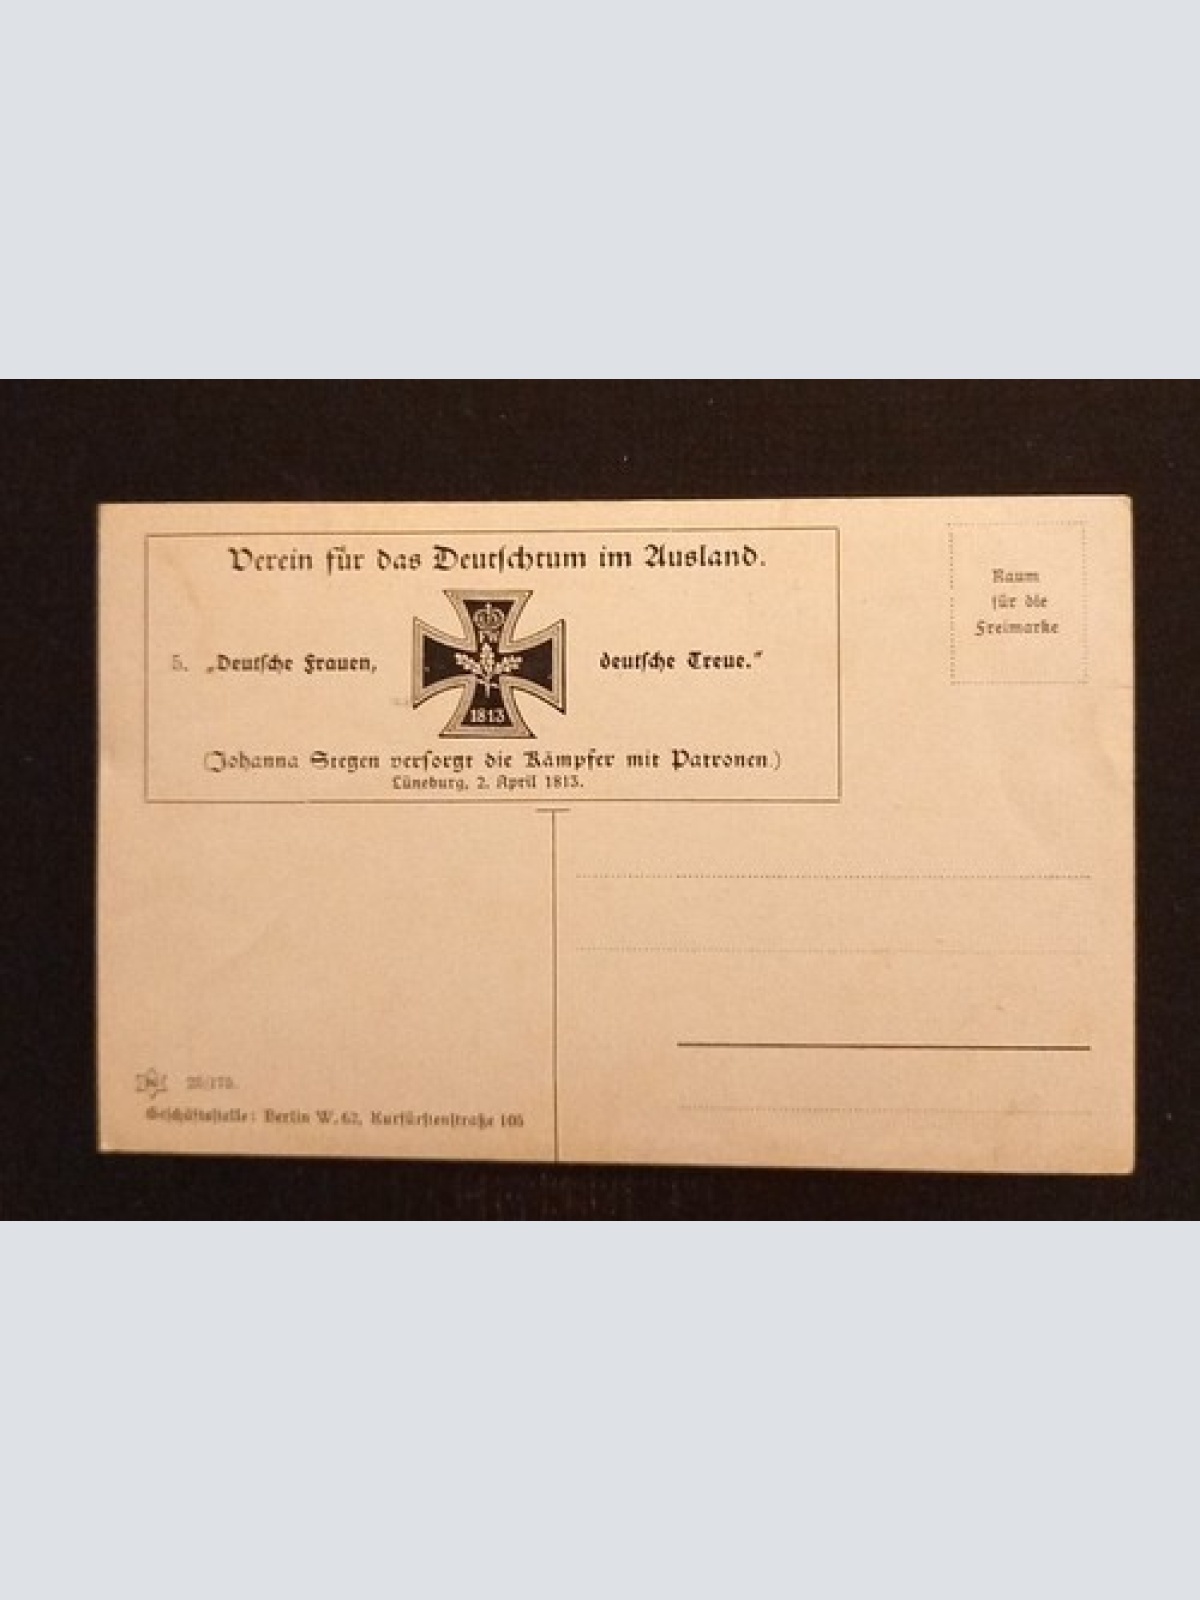 Verein für das Deutschtum im Ausland.
5. „Deutsche Frauen, deutsche Treue."
1813
(Johanna Stegen versorgt die Kämpfer mit Patronen.)
Lüneburg, 2. April 1813.
Raum
für die
Freimarke
Geschäftsstelle: Berlin W. 62, Kurfürstenstraße 105